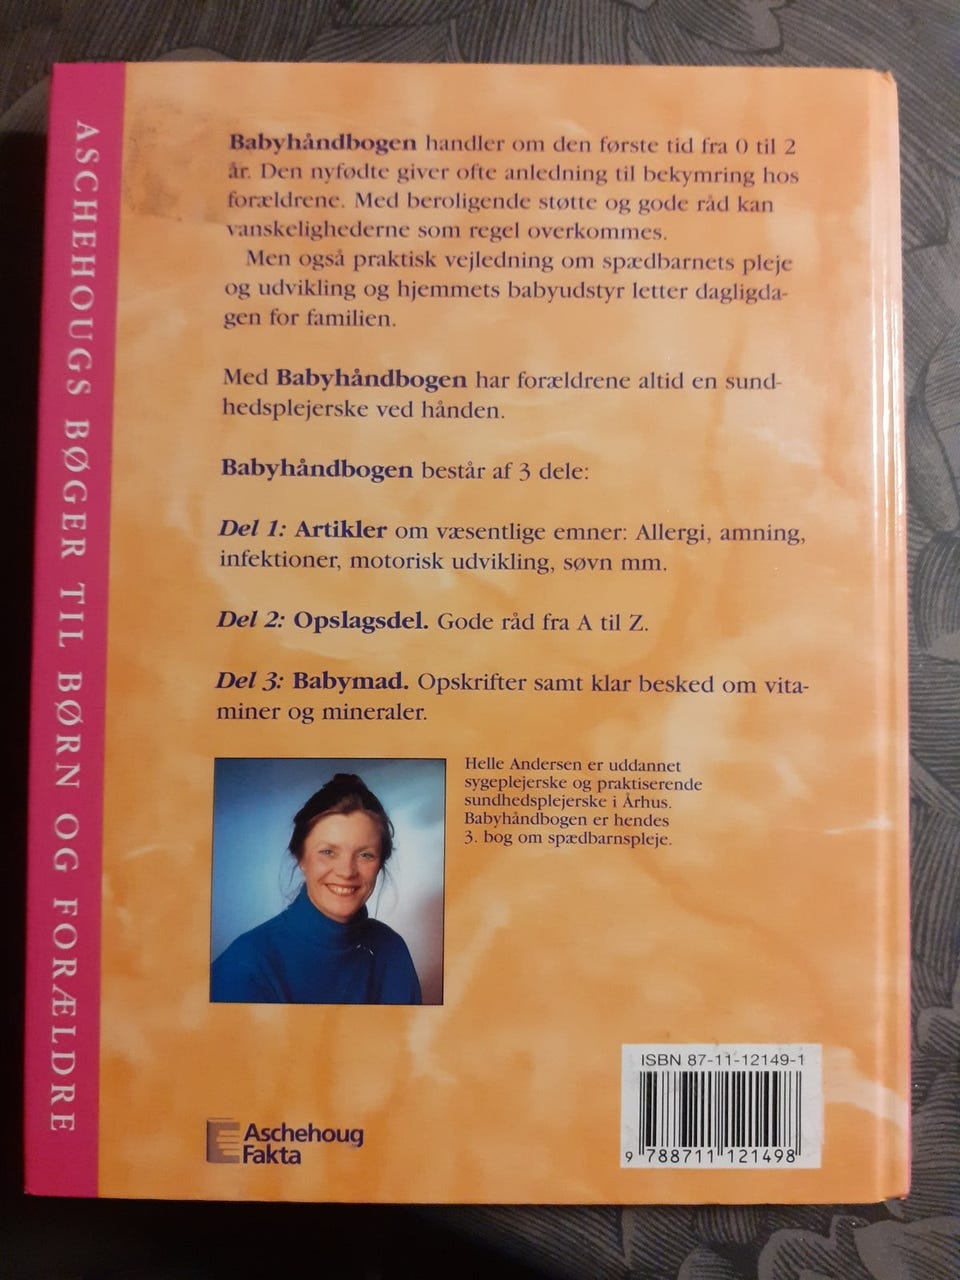 ASCHEHOUGS BØGER TIL BØRN OG FORÆLDRE
Babyhåndbogen handler om den første tid fra 0 til 2
år. Den nyfødte giver ofte anledning til bekymring hos
forældrene. Med beroligende støtte og gode råd kan
vanskelighederne som regel overkommes.
Men også praktisk vejledning om spædbarnets pleje
og udvikling og hjemmets babyudstyr letter dagligda-
gen for familien.
Med Babyhåndbogen har forældrene altid en sund-
hedsplejerske ved hånden.
Babyhåndbogen består af 3 dele:
Del 1: Artikler om væsentlige emner: Allergi, amning,
infektioner, motorisk udvikling, søvn mm.
Del 2: Opslagsdel. Gode råd fra A til Z.
Del 3: Babymad. Opskrifter samt klar besked om vita-
miner og mineraler.
Helle Andersen er uddannet
sygeplejerske og praktiserende
sundhedsplejerske i Århus.
Babyhåndbogen er hendes
3. bog om spædbarnspleje.
ISBN 87-11-12149-1
9 788711 121498
Aschehoug
Fakta